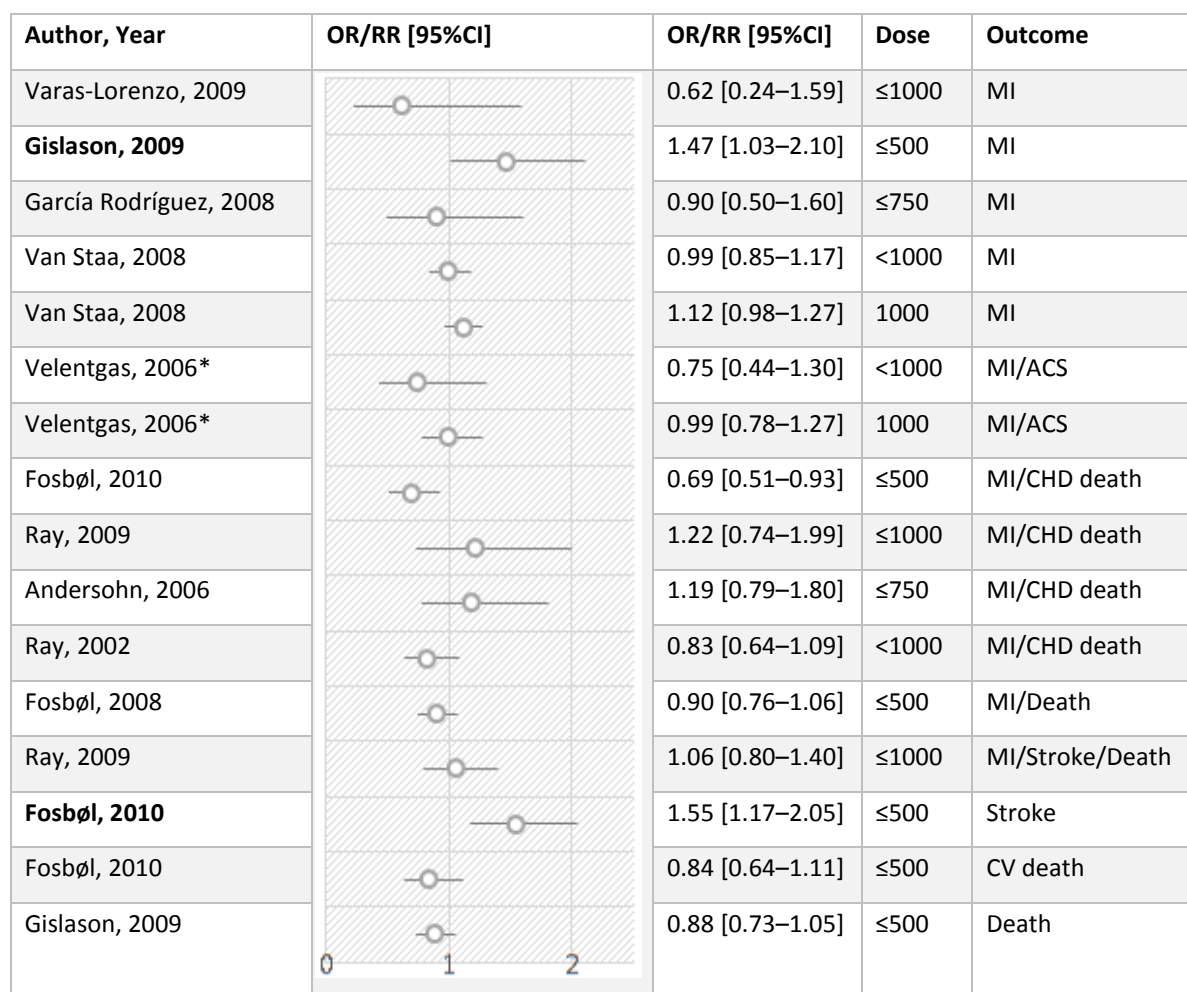 Author, Year OR/RR [95%CI] OR/RR [95%CI] Dose Outcome
Varas-Lorenzo, 2009 0.62 [0.24–1.59] ≤1000 MI
Gislason, 2009 1.47 [1.03–2.10] ≤500 MI
García Rodríguez, 2008 0.90 [0.50–1.60] ≤750 MI
Van Staa, 2008 0.99 [0.85–1.17] <1000 MI
Van Staa, 2008 1.12 [0.98–1.27] 1000 MI
Velentgas, 2006* 0.75 [0.44–1.30] <1000 MI/ACS
Velentgas, 2006* 0.99 [0.78–1.27] 1000 MI/ACS
Fosbøl, 2010 0.69 [0.51–0.93] ≤500 MI/CHD death
Ray, 2009 1.22 [0.74–1.99] ≤1000 MI/CHD death
Andersohn, 2006 1.19 [0.79–1.80] ≤750 MI/CHD death
Ray, 2002 0.83 [0.64–1.09] <1000 MI/CHD death
Fosbøl, 2008 0.90 [0.76–1.06] ≤500 MI/Death
Ray, 2009 1.06 [0.80–1.40] ≤1000 MI/Stroke/Death
Fosbøl, 2010 1.55 [1.17–2.05] ≤500 Stroke
Fosbøl, 2010 0.84 [0.64–1.11] ≤500 CV death
Gislason, 2009 0.88 [0.73–1.05] ≤500 Death
0 1 2